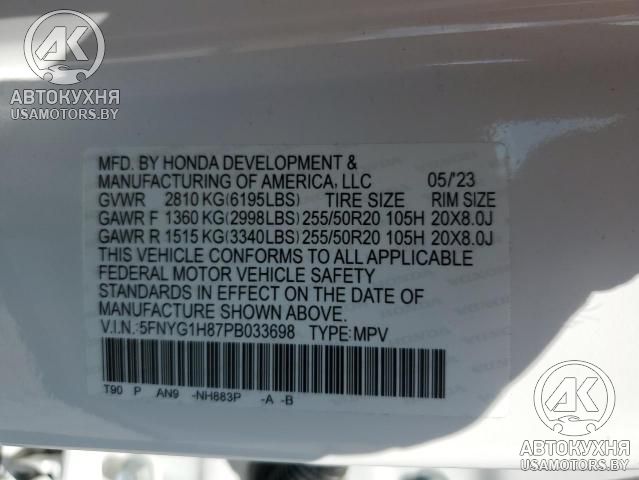 AK
АВТОКУХНЯ
USAMOTORS.BY
MFD. BY HONDA DEVELOPMENT &
MANUFACTURING OF AMERICA, LLC 05/'23
GVWR 2810 KG(6195LBS) TIRE SIZE RIM SIZE
GAWR F 1360 KG(2998LBS) 255/50R20 105H 20X8.0J
GAWR R 1515 KG(3340LBS) 255/50R20 105H 20X8.0J
THIS VEHICLE CONFORMS TO ALL APPLICABLE
FEDERAL MOTOR VEHICLE SAFETY
STANDARDS IN EFFECT ON THE DATE OF
MANUFACTURE SHOWN ABOVE.
V.I.N.:5FNYG1H87PB033698 TYPE:MPV
T90 P AN9 -NH883P -A -B
AK
АВТОКУХНЯ
USAMOTORS.BY